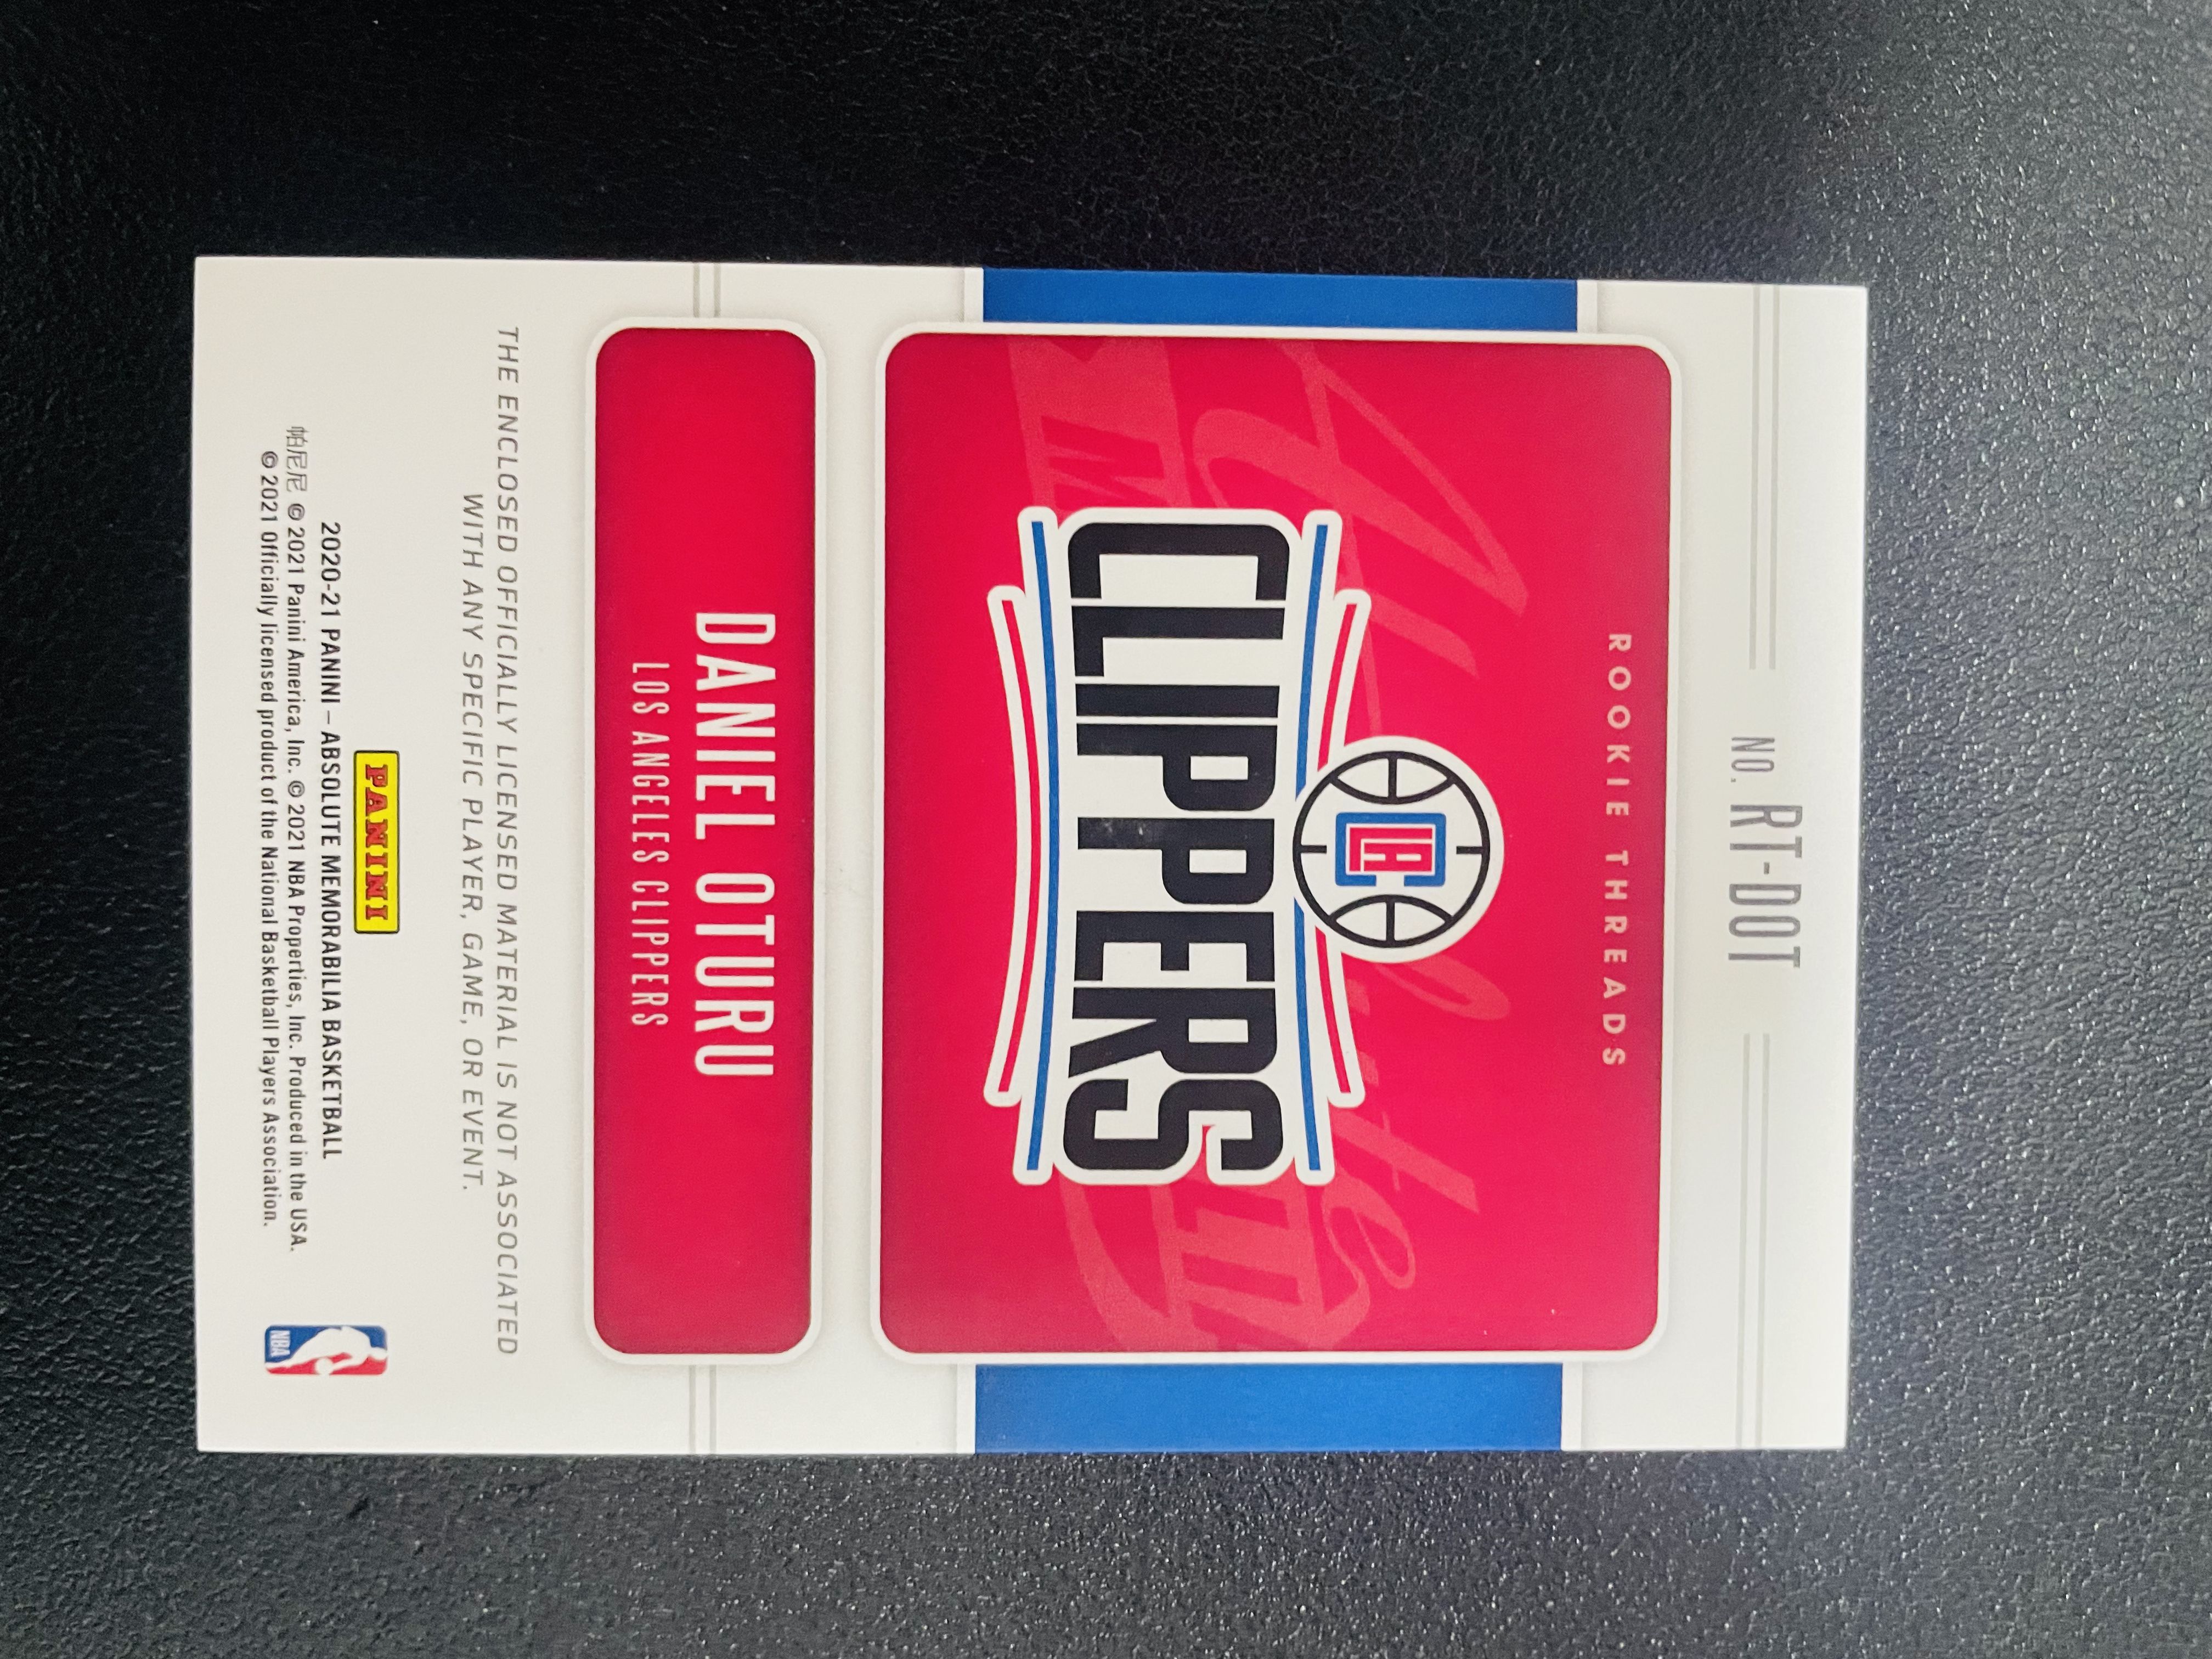 NO. RT-DOT
ROOKIE THREADS
LAC
CLIPPERS
DANIEL OTURU
LOS ANGELES CLIPPERS
THE ENCLOSED OFFICIALLY LICENSED MATERIAL IS NOT ASSOCIATED
WITH ANY SPECIFIC PLAYER, GAME, OR EVENT.
PANINI
2020-21 PANINI – ABSOLUTE MEMORABILIA BASKETBALL
帕尼尼 © 2021 Panini America, Inc. © 2021 NBA Properties, Inc. Produced in the USA.
© 2021 Officially licensed product of the National Basketball Players Association.
NBA